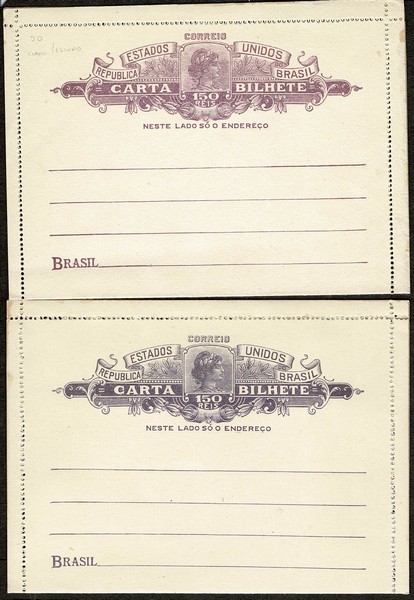 50
CORREIO
ESTADOS UNIDOS
REPUBLICA BRASIL
CARTA BILHETE
150
REIS
NESTE LADO SÓ O ENDEREÇO
BRASIL
CORREIO
ESTADOS UNIDOS
REPUBLICA BRASIL
CARTA BILHETE
150
REIS
NESTE LADO SÓ O ENDEREÇO
BRASIL